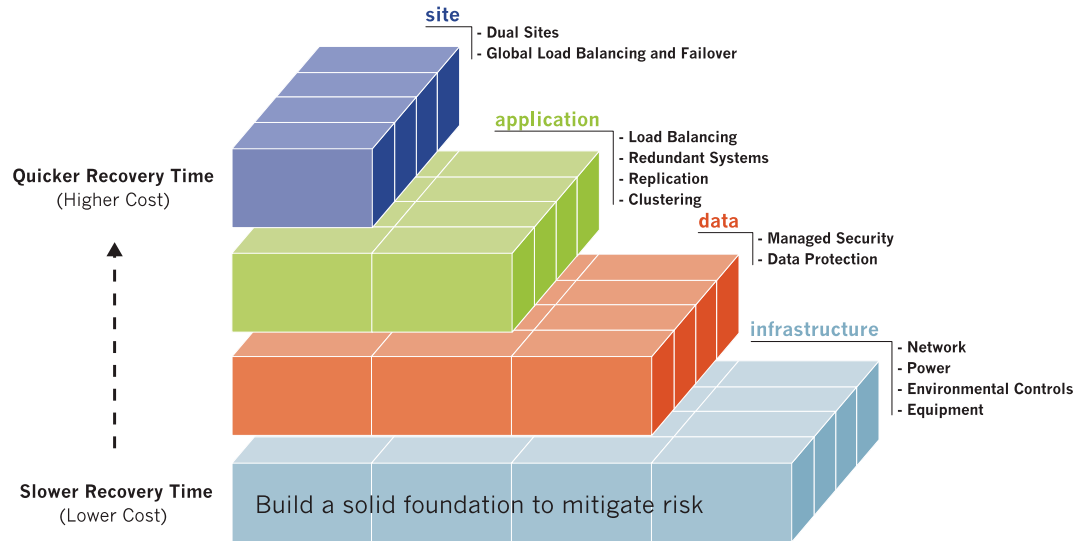 site
- Dual Sites
- Global Load Balancing and Failover
application
- Load Balancing
- Redundant Systems
- Replication
- Clustering
Quicker Recovery Time
(Higher Cost)
data
- Managed Security
- Data Protection
infrastructure
- Network
- Power
- Environmental Controls
- Equipment
Slower Recovery Time
(Lower Cost)
Build a solid foundation to mitigate risk